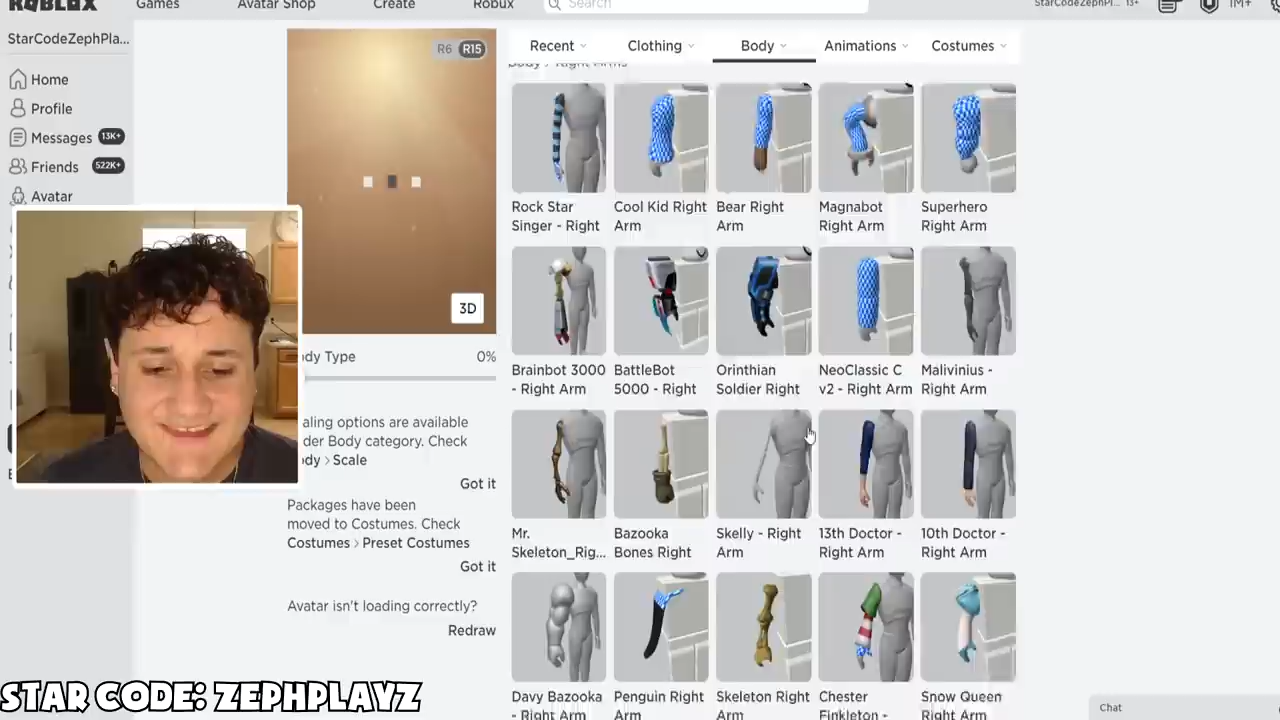 ROBLOX
Games
Avatar Shop
Create
Robux
Search
StarCodeZephPl... 13+
1M+
StarCodeZephPla...
Home
Profile
Messages 13K+
Friends 522K+
Avatar
R6 R15
3D
Recent
Clothing
Body
Animations
Costumes
Body > Right Arms
Rock Star
Singer - Right
Cool Kid Right
Arm
Bear Right
Arm
Magnabot
Right Arm
Superhero
Right Arm
Brainbot 3000
- Right Arm
BattleBot
5000 - Right
Orinthian
Soldier Right
NeoClassic C
v2 - Right Arm
Malivinius -
Right Arm
Mr.
Skeleton_Rig...
Bazooka
Bones Right
Skelly - Right
Arm
13th Doctor -
Right Arm
10th Doctor -
Right Arm
Davy Bazooka
- Right Arm
Penguin Right
Arm
Skeleton Right
Arm
Chester
Finkleton -
Snow Queen
Right Arm
ody Type 0%
aling options are available
der Body category. Check
ody > Scale
Got it
Packages have been
moved to Costumes. Check
Costumes > Preset Costumes
Got it
Avatar isn't loading correctly?
Redraw
STAR CODE: ZEPHPLAYZ
Chat